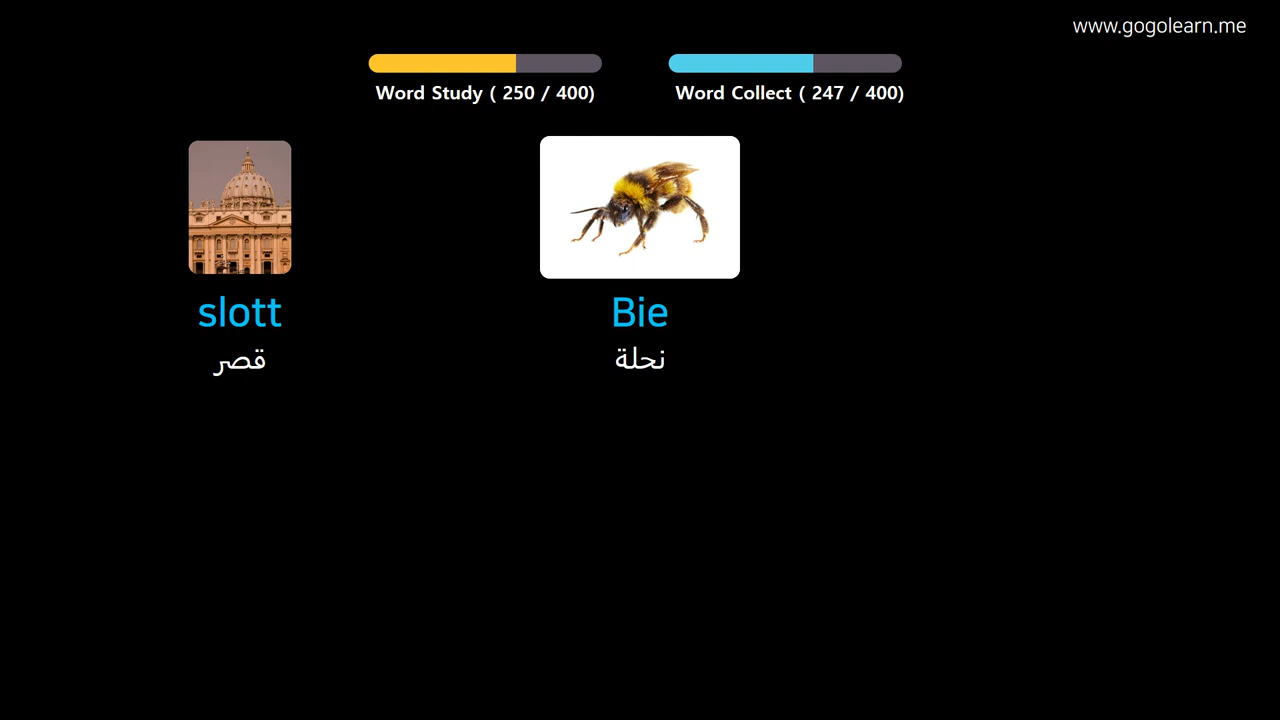 www.gogolearn.me
Word Study ( 250 / 400)
Word Collect ( 247 / 400)
slott
قصر
Bie
نحلة